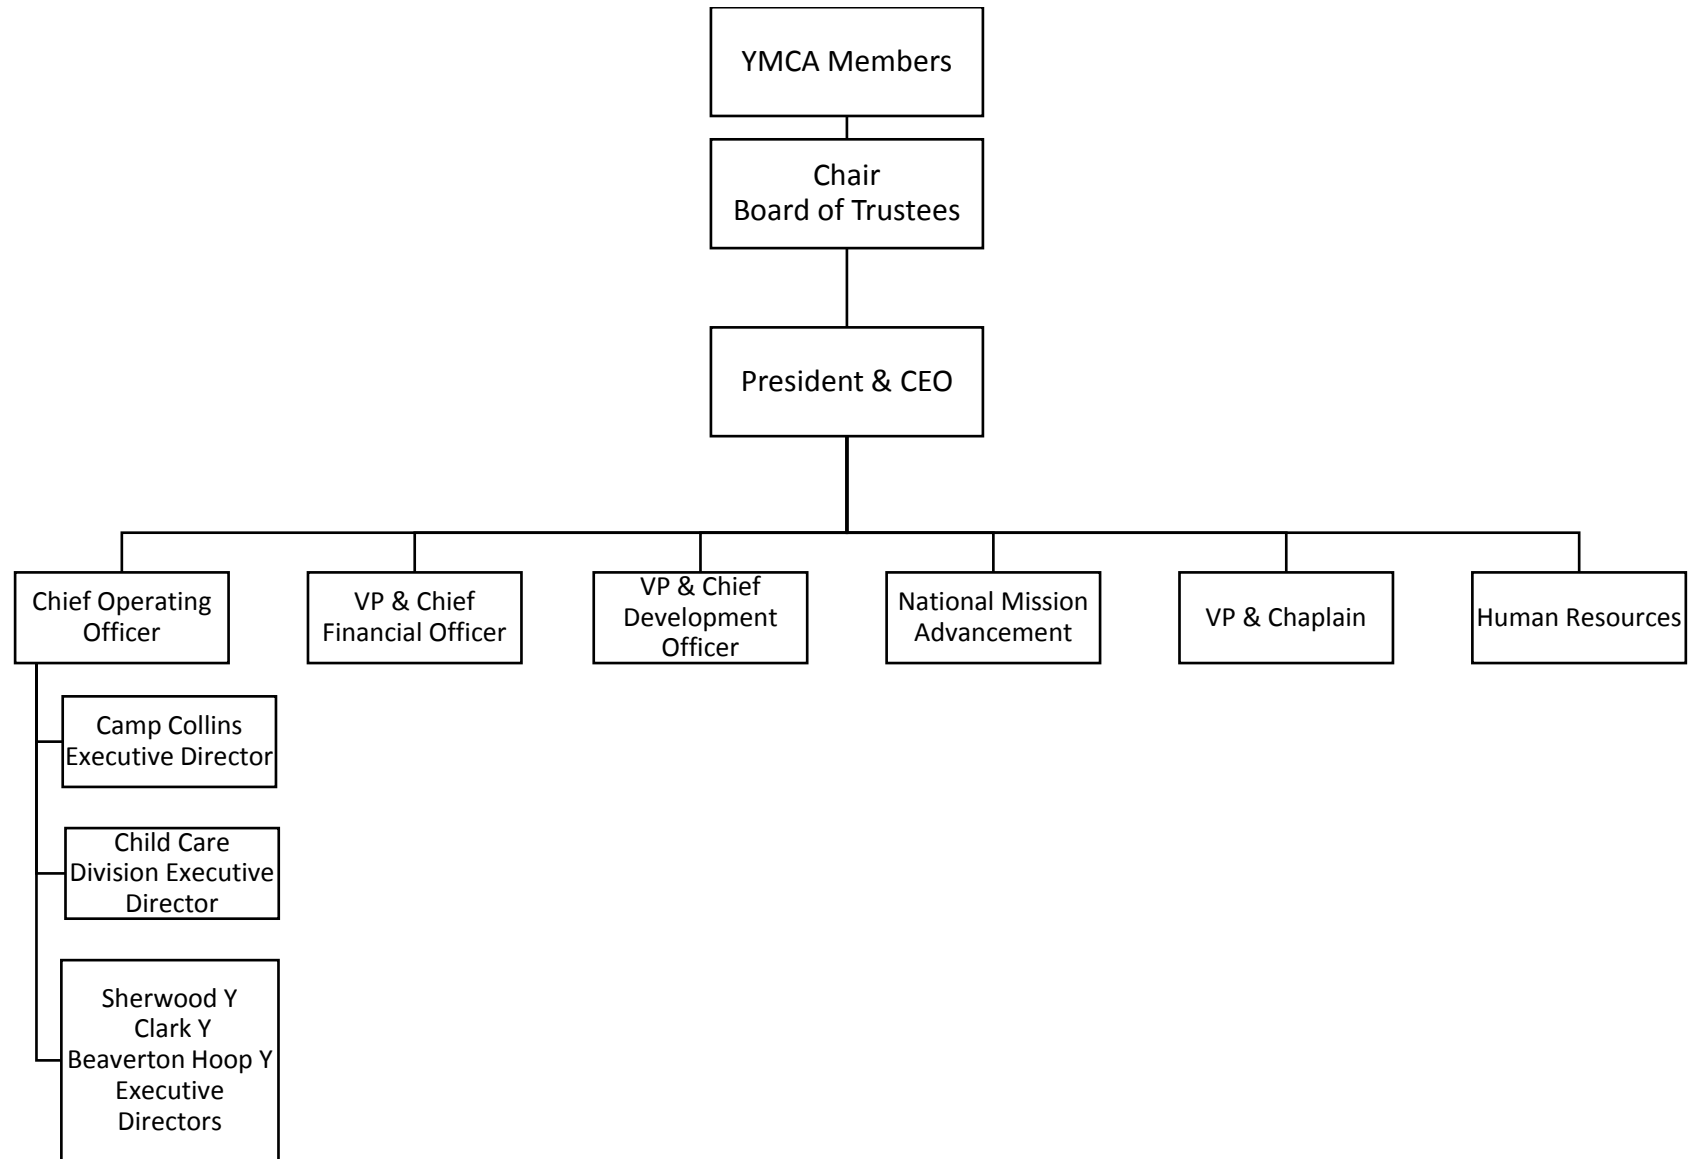 YMCA Members
Chair
Board of Trustees
President & CEO
Chief Operating
Officer
VP & Chief
Financial Officer
VP & Chief
Development
Officer
National Mission
Advancement
VP & Chaplain
Human Resources
Camp Collins
Executive Director
Child Care
Division Executive
Director
Sherwood Y
Clark Y
Beaverton Hoop Y
Executive
Directors